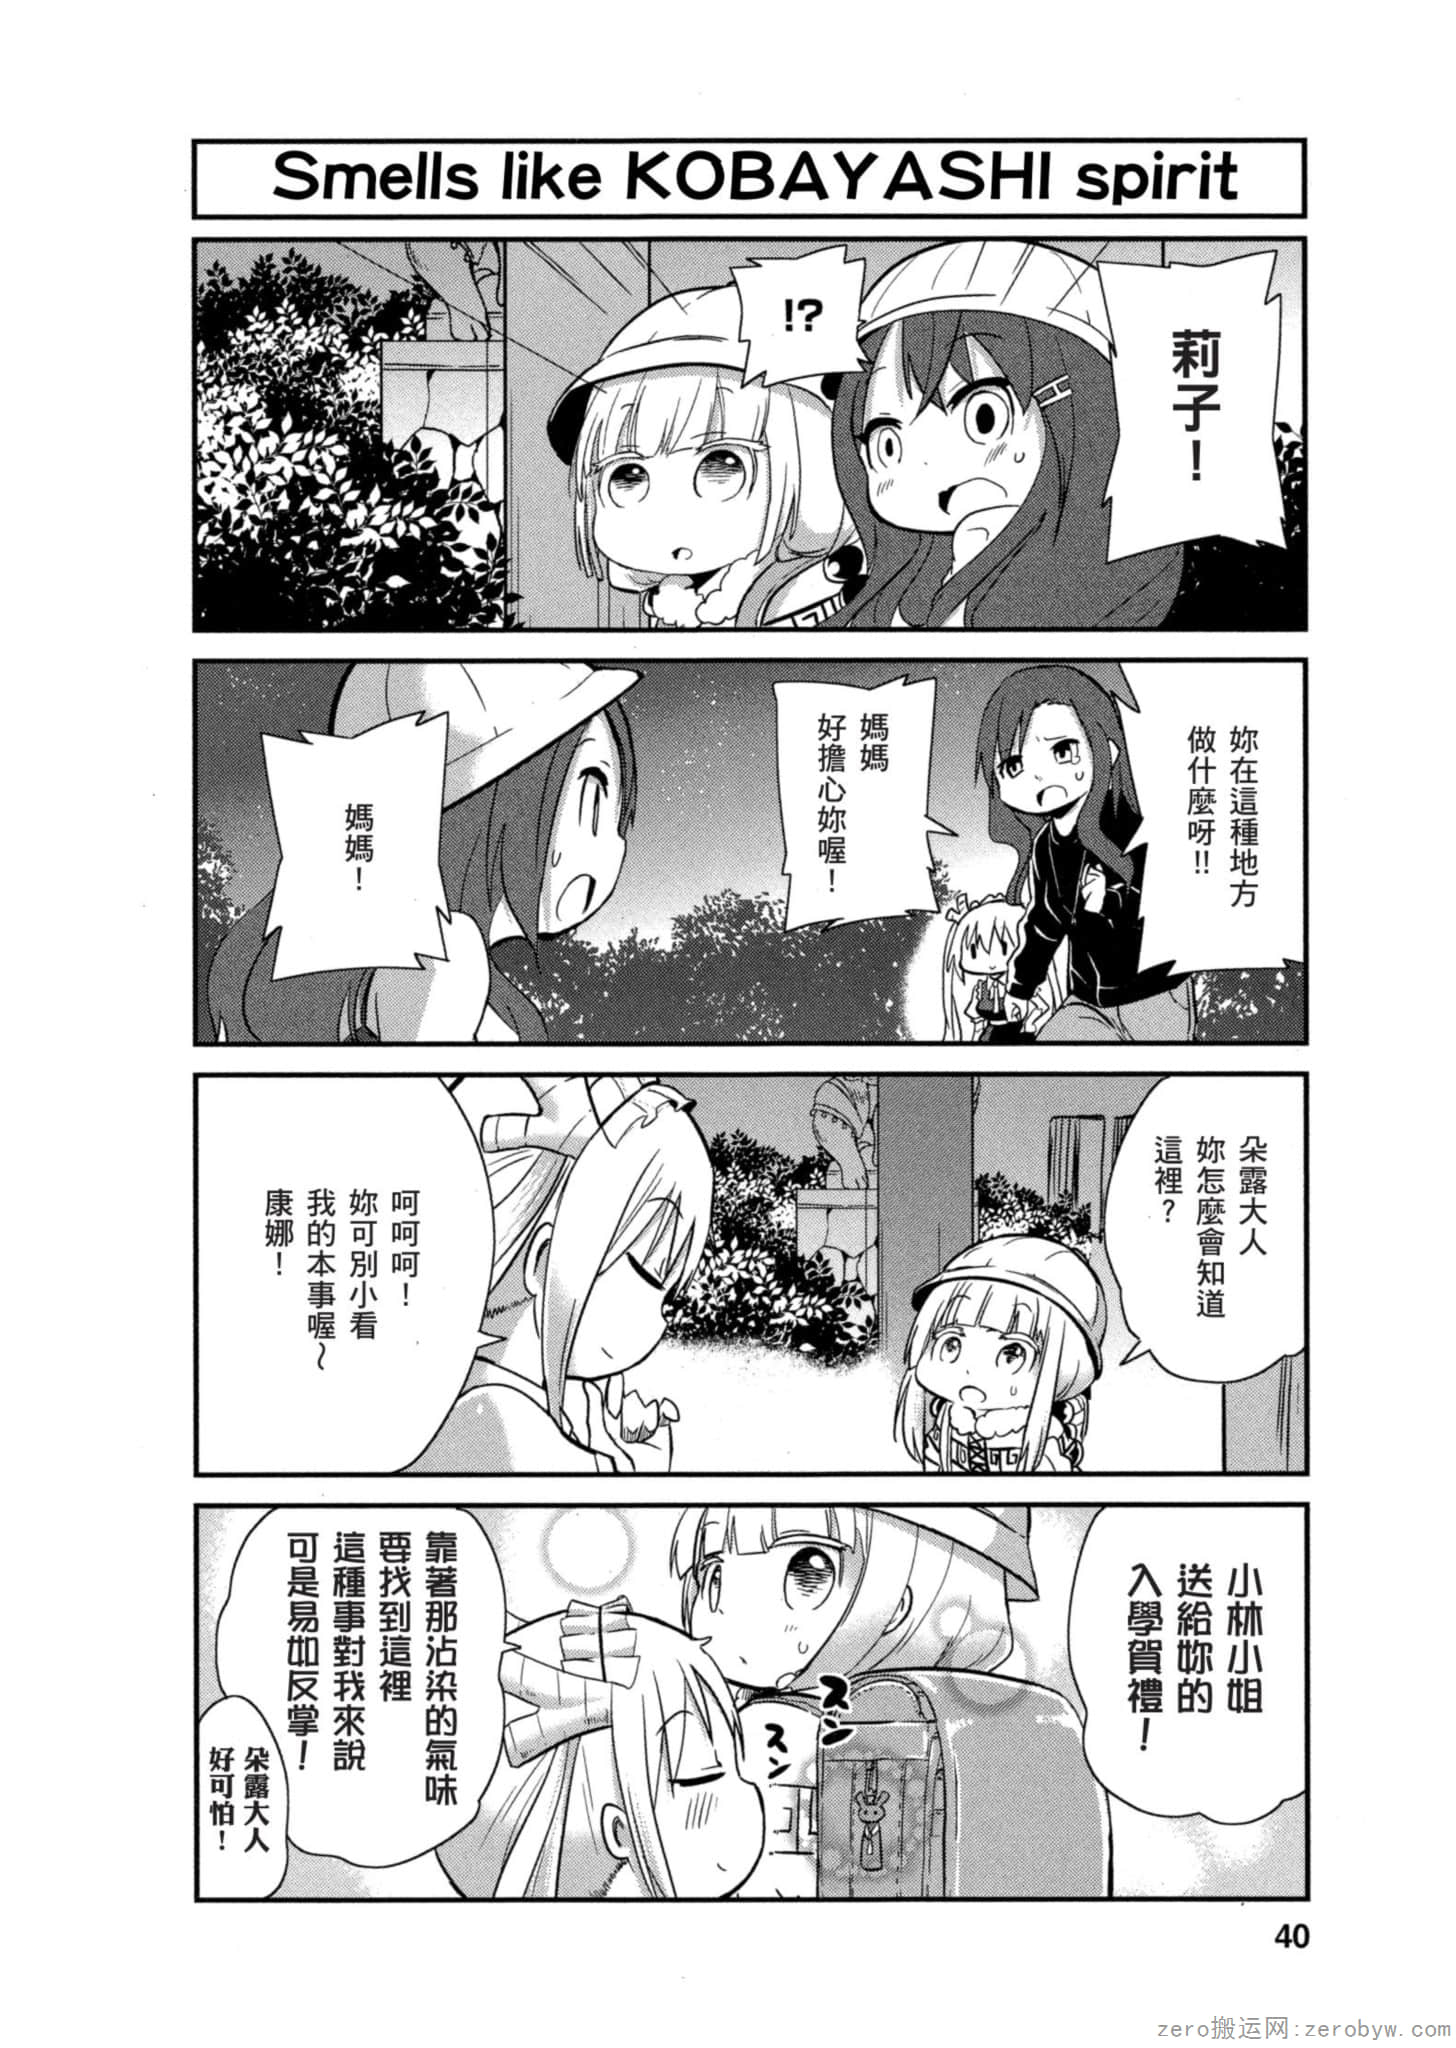 Smells like KOBAYASHI spirit
莉子！
!?
妳在這種地方
做什麼呀!!
媽媽
好擔心妳喔！
媽媽！
朵露大人
妳怎麼會知道
這裡？
呵呵呵！
妳可別小看
我的本事喔～
康娜！
小林小姐
送給妳的
入學賀禮！
スン
スン
靠著那沾染的氣味
要找到這裡
這種事對我來說
可是易如反掌！
朵露大人
好可怕！
40
zero搬运网:zerobyw.com